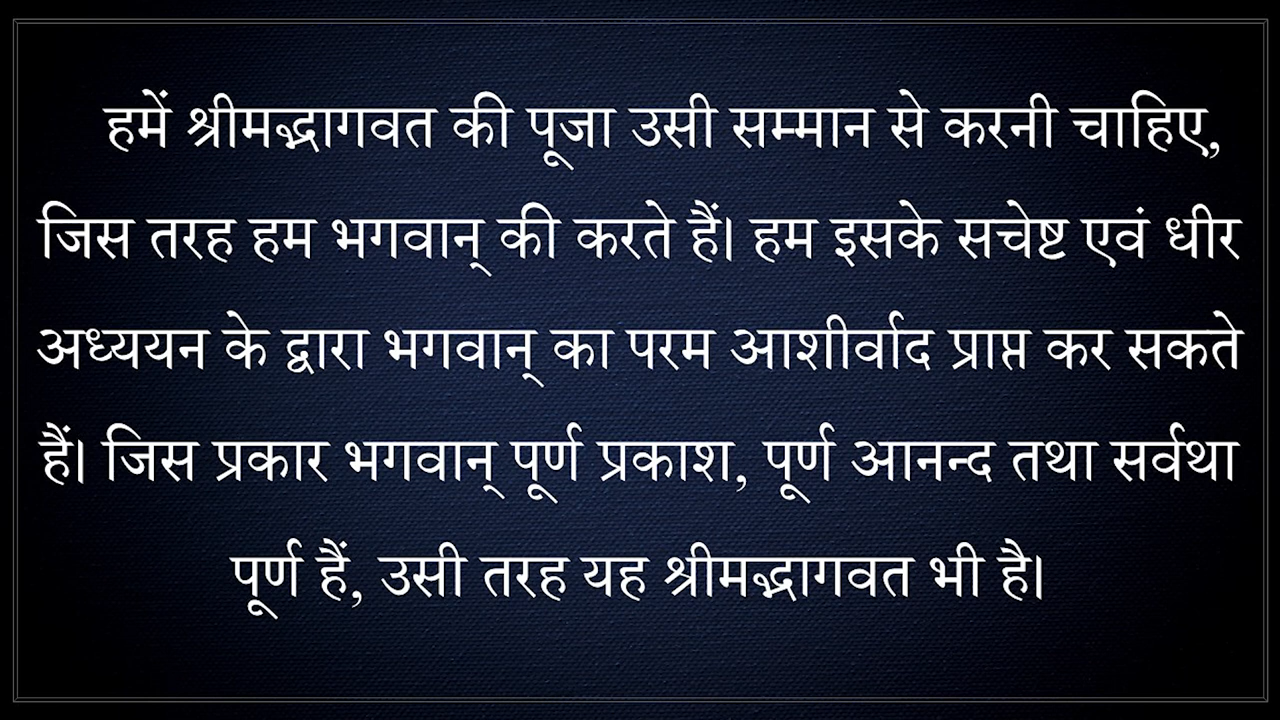 हमें श्रीमद्भागवत की पूजा उसी सम्मान से करनी चाहिए,
जिस तरह हम भगवान् की करते हैं। हम इसके सचेष्ट एवं धीर
अध्ययन के द्वारा भगवान् का परम आशीर्वाद प्राप्त कर सकते
हैं। जिस प्रकार भगवान् पूर्ण प्रकाश, पूर्ण आनन्द तथा सर्वथा
पूर्ण हैं, उसी तरह यह श्रीमद्भागवत भी है।